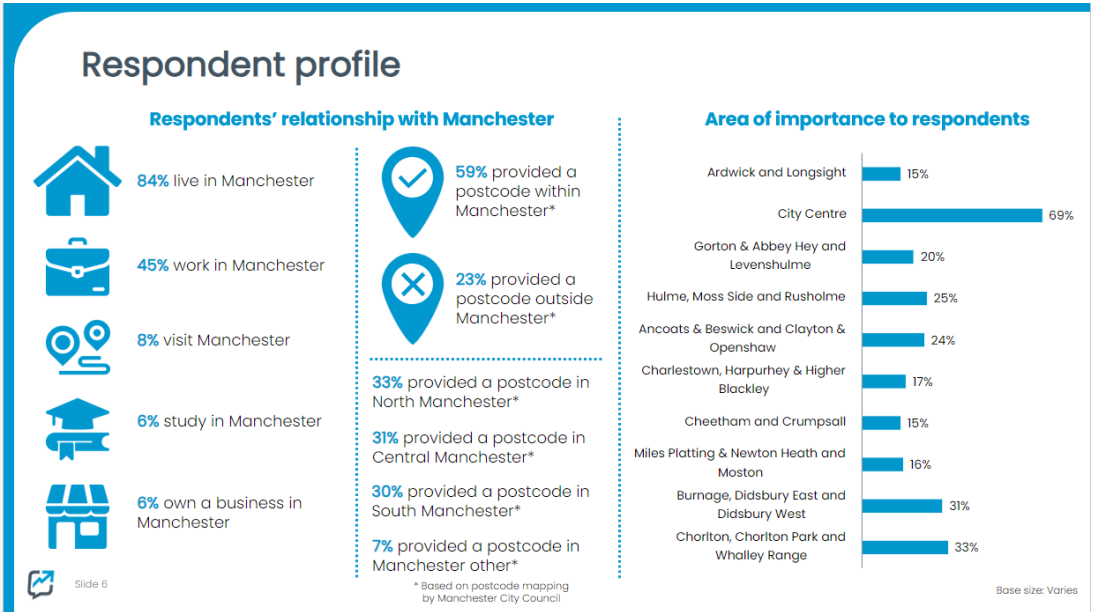 Respondent profile
Respondents' relationship with Manchester
84% live in Manchester
45% work in Manchester
8% visit Manchester
6% study in Manchester
6% own a business in
Manchester
59% provided a
postcode within
Manchester*
23% provided a
postcode outside
Manchester*
33% provided a postcode in
North Manchester*
31% provided a postcode in
Central Manchester*
30% provided a postcode in
South Manchester*
7% provided a postcode in
Manchester other*
* Based on postcode mapping
by Manchester City Council
Area of importance to respondents
Ardwick and Longsight
15%
City Centre
69%
Gorton & Abbey Hey and
Levenshulme
20%
Hulme, Moss Side and Rusholme
25%
Ancoats & Beswick and Clayton &
Openshaw
24%
Charlestown, Harpurhey & Higher
Blackley
17%
Cheetham and Crumpsall
15%
Miles Platting & Newton Heath and
Moston
16%
Burnage, Didsbury East and
Didsbury West
31%
Chorlton, Chorlton Park and
Whalley Range
33%
Slide 6
Base size: Varies